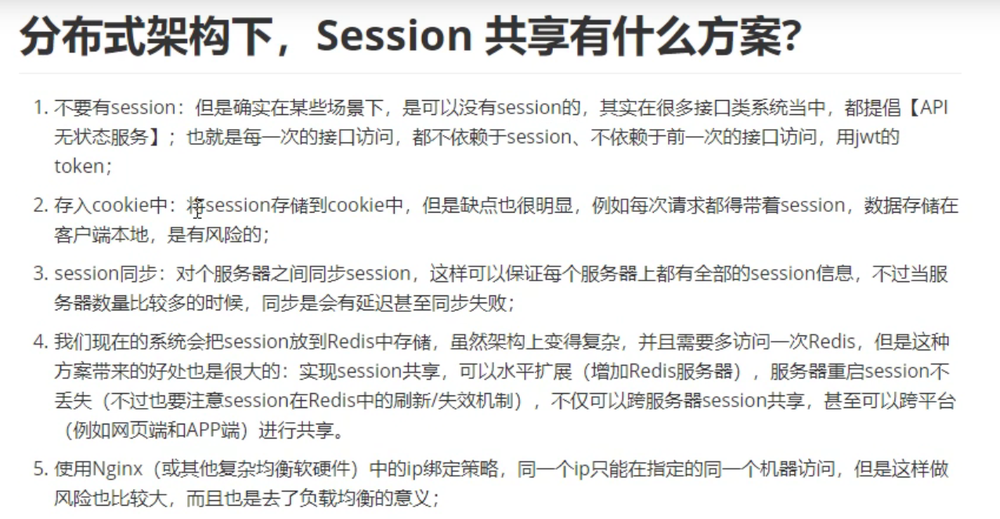 分布式架构下，Session 共享有什么方案?
1. 不要有session：但是确实在某些场景下，是可以没有session的，其实在很多接口类系统当中，都提倡【API
无状态服务】；也就是每一次的接口访问，都不依赖于session、不依赖于前一次的接口访问，用jwt的
token；
2. 存入cookie中：将session存储到cookie中，但是缺点也很明显，例如每次请求都得带着session，数据存储在
客户端本地，是有风险的；
3. session同步：对个服务器之间同步session，这样可以保证每个服务器上都有全部的session信息，不过当服
务器数量比较多的时候，同步是会有延迟甚至同步失败；
4. 我们现在的系统会把session放到Redis中存储，虽然架构上变得复杂，并且需要多访问一次Redis，但是这种
方案带来的好处也是很大的：实现session共享，可以水平扩展（增加Redis服务器），服务器重启session不
丢失（不过也要注意session在Redis中的刷新/失效机制），不仅可以跨服务器session共享，甚至可以跨平台
（例如网页端和APP端）进行共享。
5. 使用Nginx（或其他复杂均衡软硬件）中的ip绑定策略，同一个ip只能在指定的同一个机器访问，但是这样做
风险也比较大，而且也是去了负载均衡的意义；